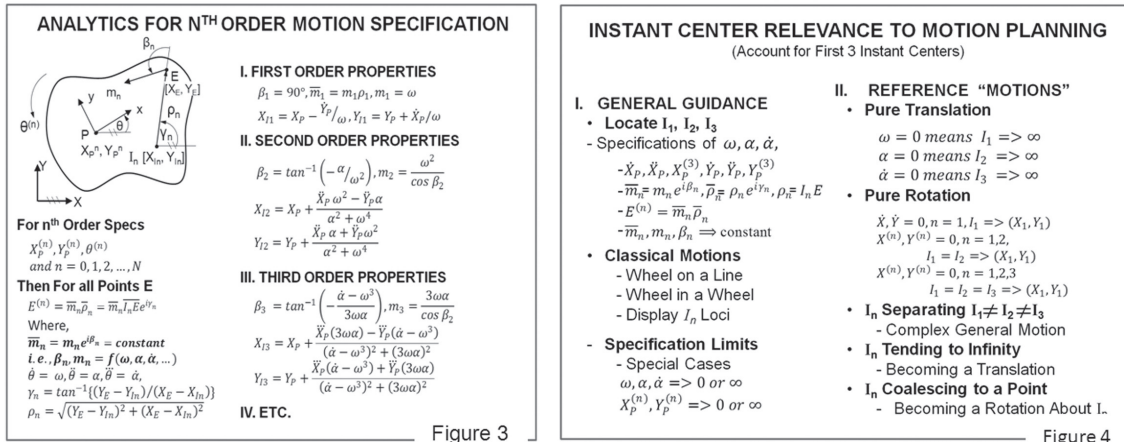 ANALYTICS FOR Nᵀᴴ ORDER MOTION SPECIFICATION
βₙ
E
mₙ
[X_E, Y_E]
y
x
ρₙ
θ
θ⁽ⁿ⁾
P
γₙ
X_Pⁿ, Y_Pⁿ
Iₙ [X_In, Y_In]
Y
X
For nᵗʰ Order Specs
X_P⁽ⁿ⁾, Y_P⁽ⁿ⁾, θ⁽ⁿ⁾
and n = 0, 1, 2, …, N
Then For all Points E
E⁽ⁿ⁾ = m̅ₙρ̅ₙ = m̅ₙI̅ₙE̅e^{iγₙ}
Where,
m̅ₙ = mₙe^{iβₙ} = constant
i.e., βₙ, mₙ = f(ω, α, α̇, …)
θ̇ = ω, θ̈ = α, θ⃛ = α̇,
γₙ = tan⁻¹{(Y_E − Y_In)/(X_E − X_In)}
ρₙ = √((Y_E − Y_In)² + (X_E − X_In)²)
I. FIRST ORDER PROPERTIES
β₁ = 90°, m̅₁ = m₁ρ₁, m₁ = ω
X_I1 = X_P − Ẏ_P/ω, Y_I1 = Y_P + Ẋ_P/ω
II. SECOND ORDER PROPERTIES
β₂ = tan⁻¹(−α/ω²), m₂ = ω²/cos β₂
X_I2 = X_P + (Ẍ_P ω² − Ÿ_P α)/(α² + ω⁴)
Y_I2 = Y_P + (Ẍ_P α + Ÿ_P ω²)/(α² + ω⁴)
III. THIRD ORDER PROPERTIES
β₃ = tan⁻¹(−(α̇ − ω³)/3ωα), m₃ = 3ωα/cos β₂
X_I3 = X_P + (X⃛_P(3ωα) − Y⃛_P(α̇ − ω³))/((α̇ − ω³)² + (3ωα)²)
Y_I3 = Y_P + (X⃛_P(α̇ − ω³) + Y⃛_P(3ωα))/((α̇ − ω³)² + (3ωα)²)
IV. ETC.
Figure 3
INSTANT CENTER RELEVANCE TO MOTION PLANNING
(Account for First 3 Instant Centers)
I. GENERAL GUIDANCE
• Locate I₁, I₂, I₃
- Specifications of ω, α, α̇,
-Ẋ_P, Ẍ_P, X_P⁽³⁾, Ẏ_P, Ÿ_P, Y_P⁽³⁾
-m̅ₙ = mₙe^{iβₙ}, ρ̅ₙ = ρₙe^{iγₙ}, ρₙ = IₙE
-E⁽ⁿ⁾ = m̅ₙρ̅ₙ
-m̅ₙ, mₙ, βₙ ⟹ constant
• Classical Motions
- Wheel on a Line
- Wheel in a Wheel
- Display Iₙ Loci
- Specification Limits
- Special Cases
ω, α, α̇ => 0 or ∞
X_P⁽ⁿ⁾, Y_P⁽ⁿ⁾ => 0 or ∞
II. REFERENCE “MOTIONS”
• Pure Translation
ω = 0 means I₁ => ∞
α = 0 means I₂ => ∞
α̇ = 0 means I₃ => ∞
• Pure Rotation
Ẋ, Ẏ = 0, n = 1, I₁ => (X₁, Y₁)
X⁽ⁿ⁾, Y⁽ⁿ⁾ = 0, n = 1,2,
I₁ = I₂ => (X₁, Y₁)
X⁽ⁿ⁾, Y⁽ⁿ⁾ = 0, n = 1,2,3
I₁ = I₂ = I₃ => (X₁, Y₁)
• Iₙ Separating I₁ ≠ I₂ ≠ I₃
- Complex General Motion
• Iₙ Tending to Infinity
- Becoming a Translation
• Iₙ Coalescing to a Point
- Becoming a Rotation About Iₙ
Figure 4